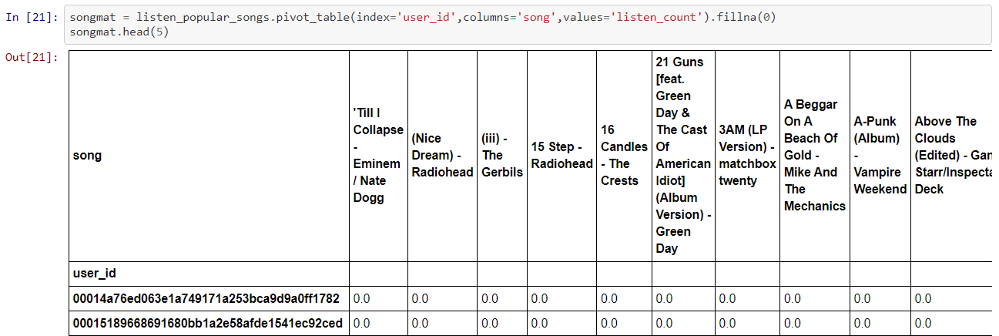 In [21]: songmat = listen_popular_songs.pivot_table(index='user_id',columns='song',values='listen_count').fillna(0)
songmat.head(5)
Out[21]:
song
'Till I
Collapse
-
Eminem
/ Nate
Dogg
(Nice
Dream) -
Radiohead
(iii) -
The
Gerbils
15 Step -
Radiohead
16
Candles
- The
Crests
21 Guns
[feat.
Green
Day &
The Cast
Of
American
Idiot]
(Album
Version) -
Green
Day
3AM (LP
Version) -
matchbox
twenty
A Beggar
On A
Beach Of
Gold -
Mike And
The
Mechanics
A-Punk
(Album)
-
Vampire
Weekend
Above The
Clouds
(Edited) - Gan
Starr/Inspecta
Deck
user_id
00014a76ed063e1a749171a253bca9d9a0ff1782 0.0 0.0 0.0 0.0 0.0 0.0 0.0 0.0 0.0 0.0
00015189668691680bb1a2e58afde1541ec92ced 0.0 0.0 0.0 0.0 0.0 0.0 0.0 0.0 0.0 0.0